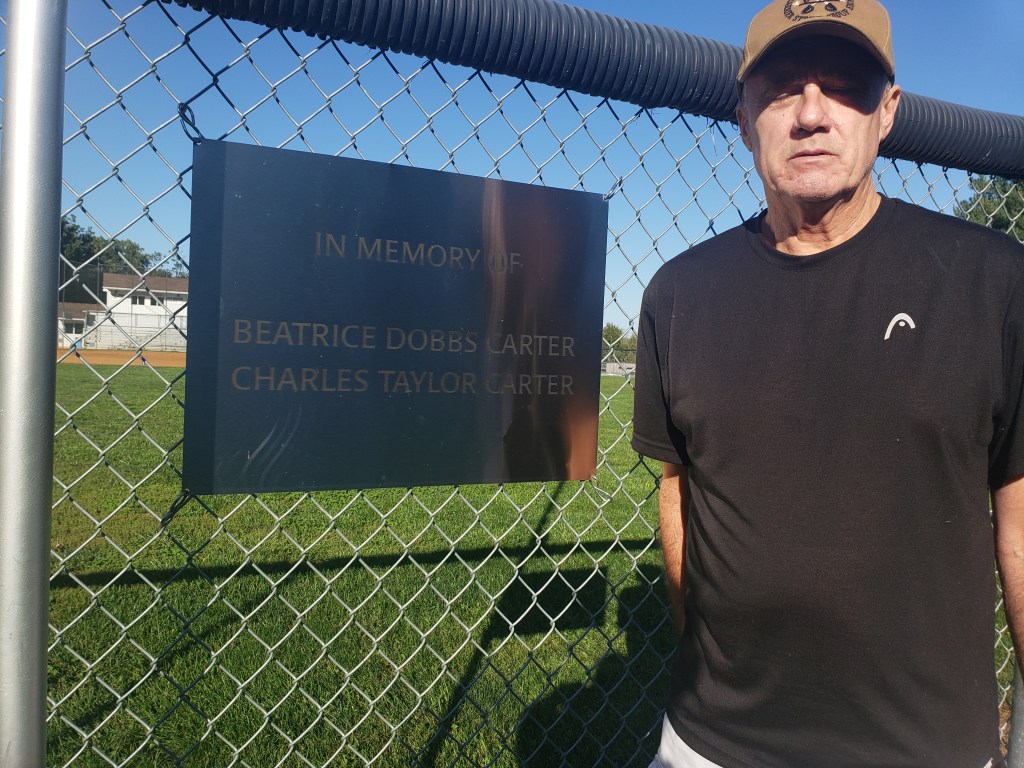 IN MEMORY OF
BEATRICE DOBBS CARTER
CHARLES TAYLOR CARTER